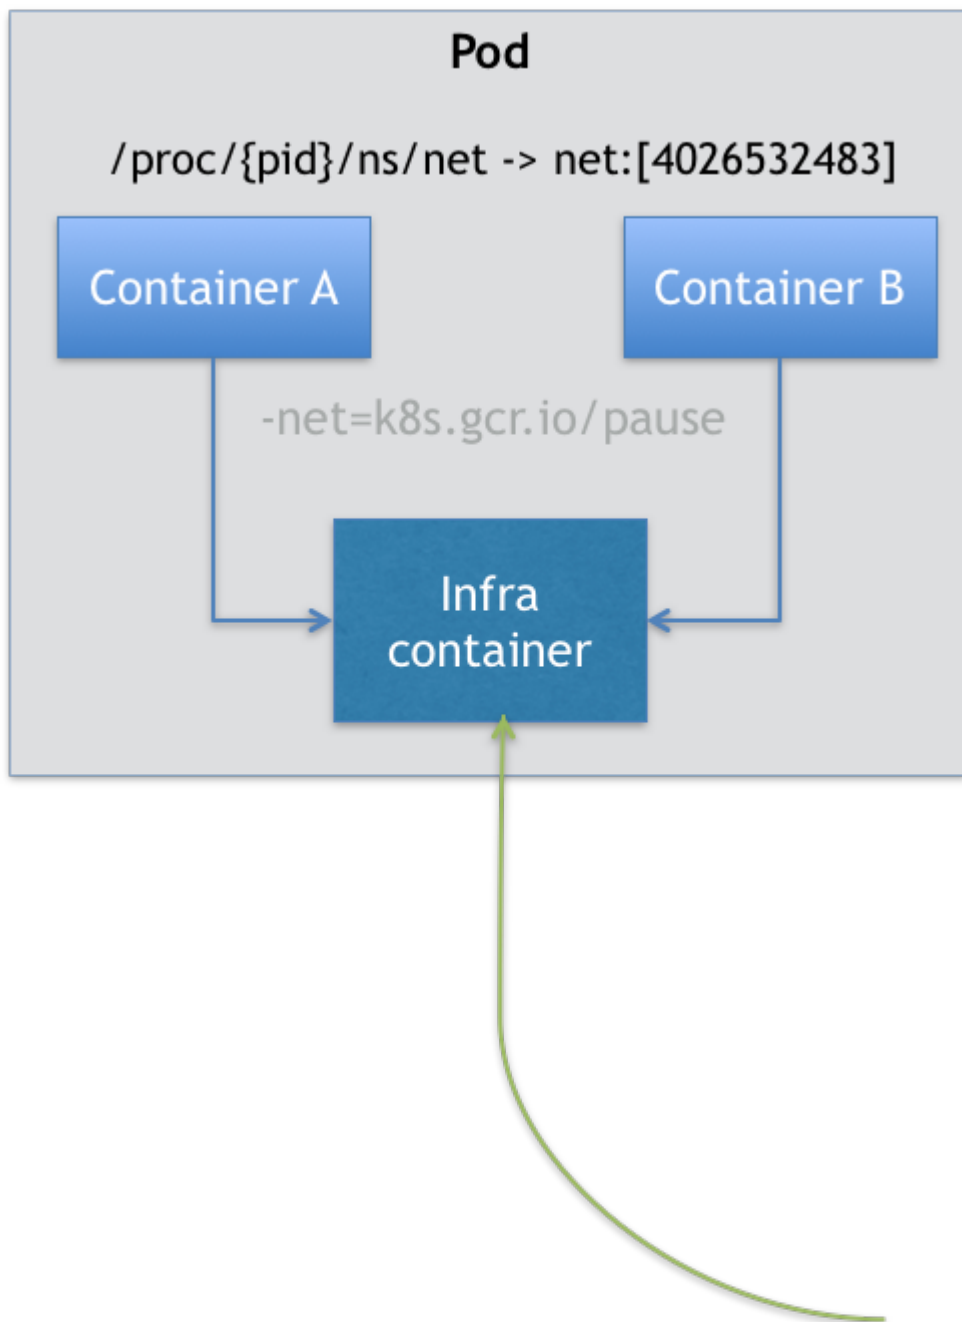 Pod
/proc/{pid}/ns/net -> net:[4026532483]
Container A
Container B
-net=k8s.gcr.io/pause
Infra
container